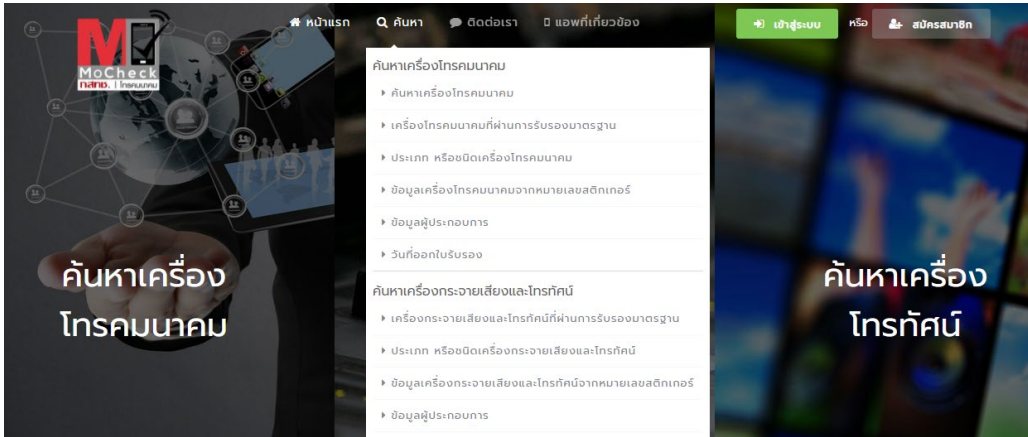 หน้าแรก
ค้นหา
ติดต่อเรา
แอพที่เกี่ยวข้อง
เข้าสู่ระบบ
หรือ
สมัครสมาชิก
MoCheck
กสทช. | โทรคมนาคม
ค้นหาเครื่องโทรคมนาคม
ค้นหาเครื่องโทรคมนาคม
เครื่องโทรคมนาคมที่ผ่านการรับรองมาตรฐาน
ประเภท หรือชนิดเครื่องโทรคมนาคม
ข้อมูลเครื่องโทรคมนาคมจากหมายเลขสติกเกอร์
ข้อมูลผู้ประกอบการ
วันที่ออกใบรับรอง
ค้นหาเครื่องกระจายเสียงและโทรทัศน์
เครื่องกระจายเสียงและโทรทัศน์ที่ผ่านการรับรองมาตรฐาน
ประเภท หรือชนิดเครื่องกระจายเสียงและโทรทัศน์
ข้อมูลเครื่องกระจายเสียงและโทรทัศน์จากหมายเลขสติกเกอร์
ข้อมูลผู้ประกอบการ
ค้นหาเครื่อง
โทรคมนาคม
ค้นหาเครื่อง
โทรทัศน์